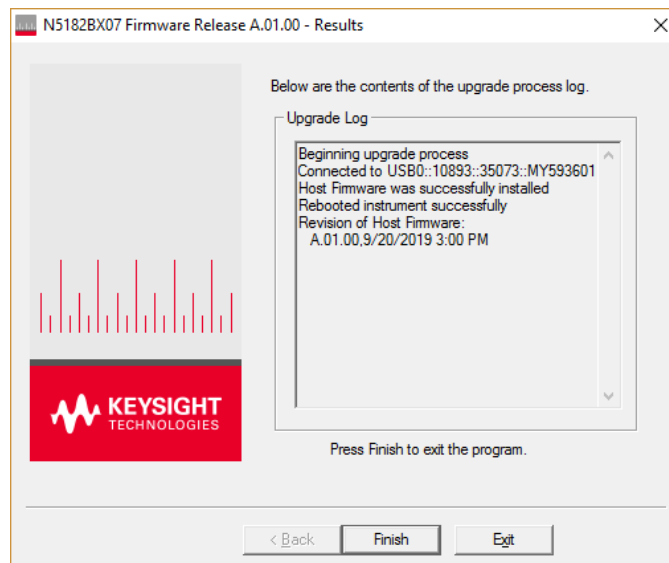 N5182BX07 Firmware Release A.01.00 - Results
Below are the contents of the upgrade process log.
Upgrade Log
Beginning upgrade process
Connected to USB0::10893::35073::MY593601
Host Firmware was successfully installed
Rebooted instrument successfully
Revision of Host Firmware:
A.01.00,9/20/2019 3:00 PM
KEYSIGHT
TECHNOLOGIES
Press Finish to exit the program.
< Back
Finish
Exit